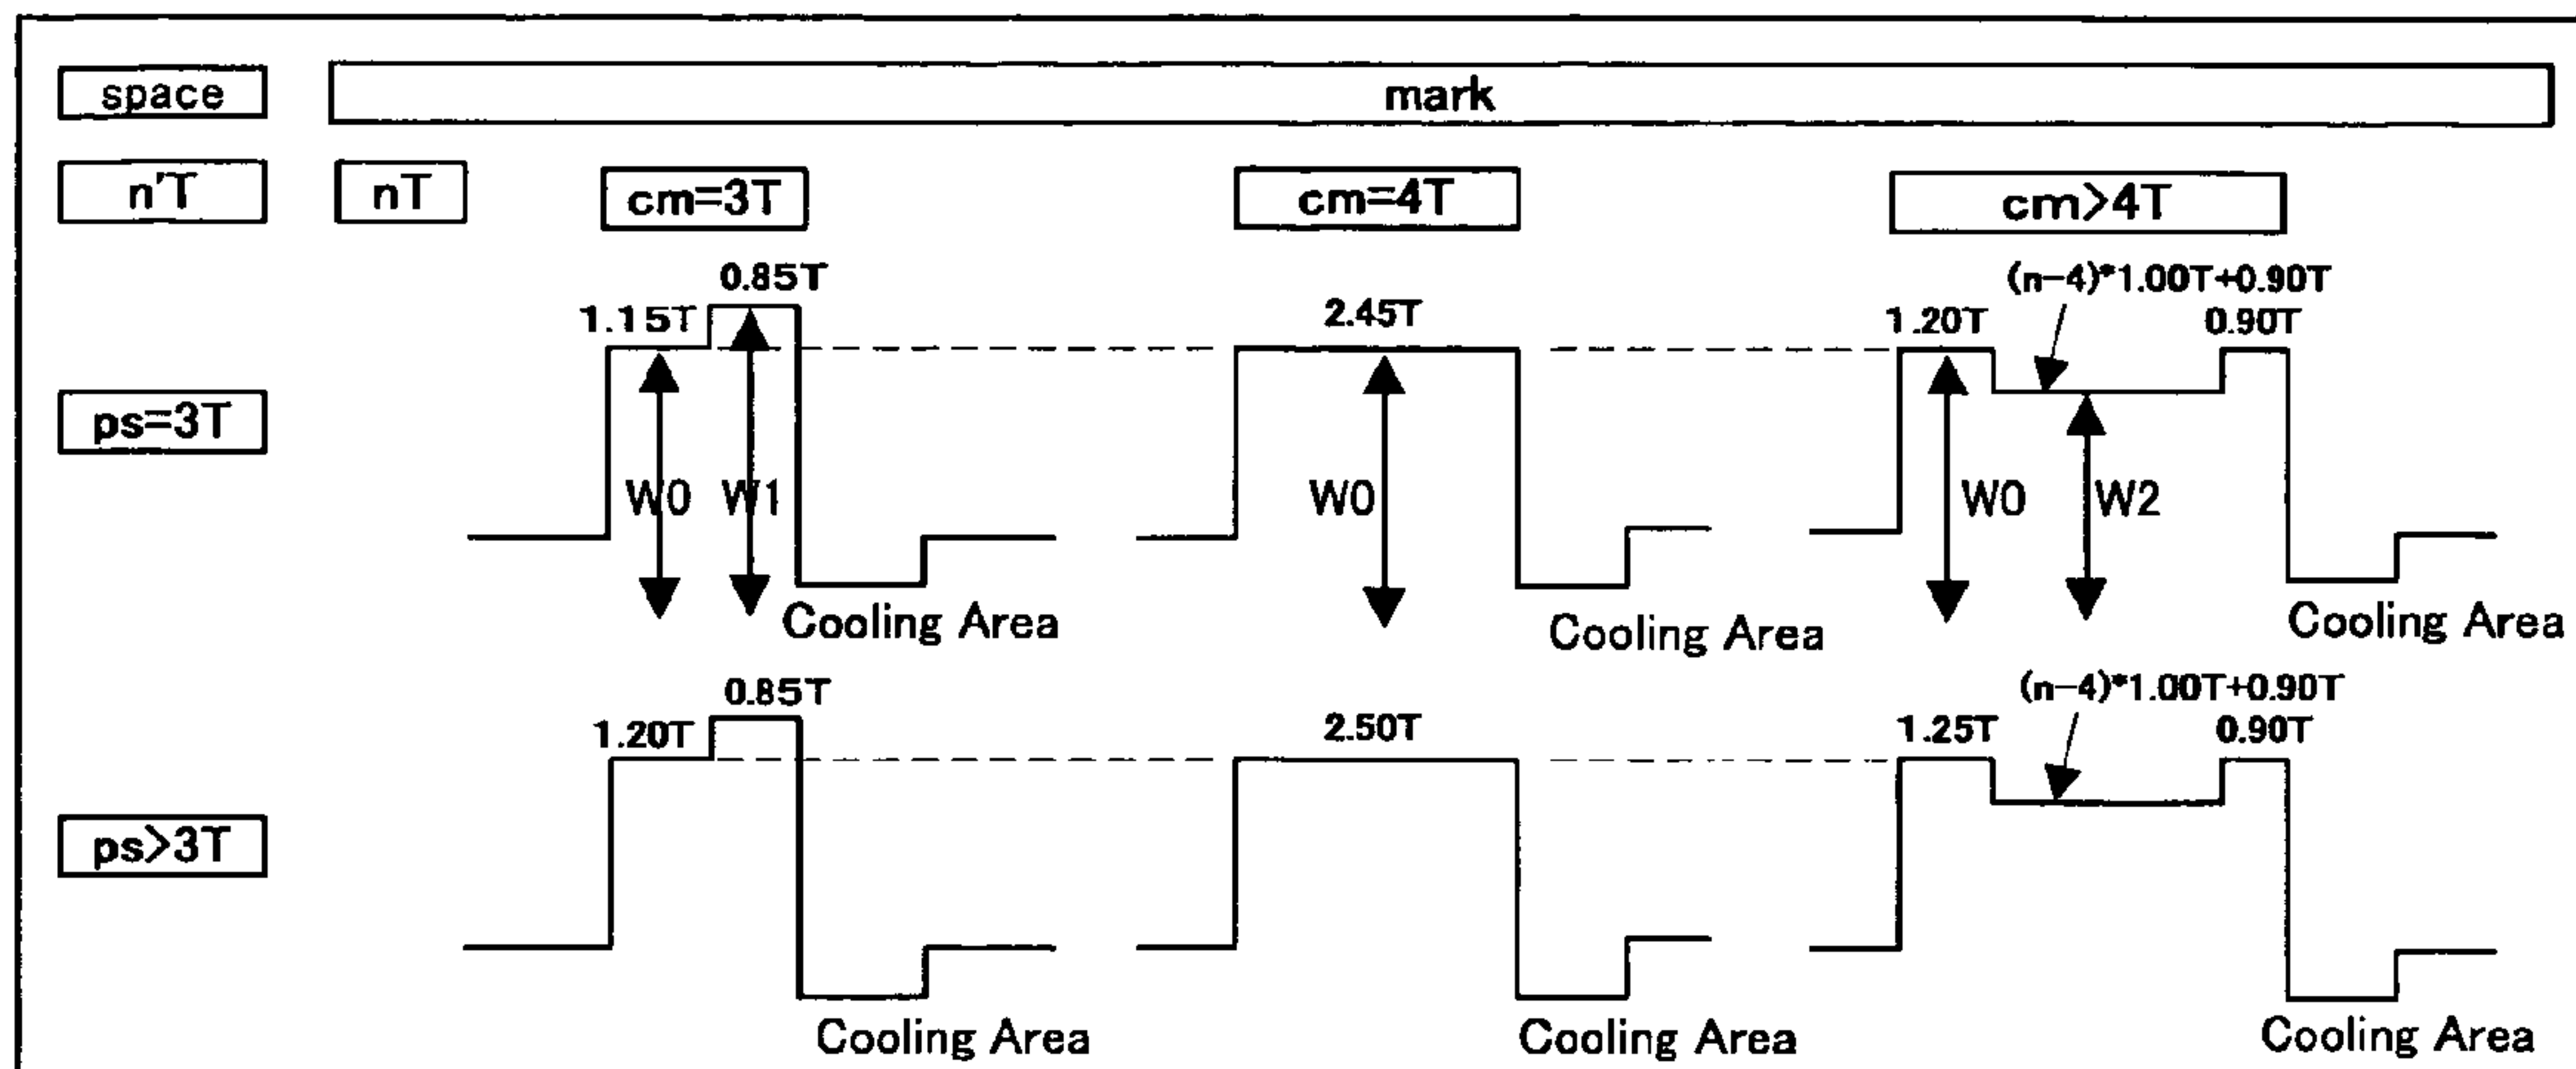 space mark
n'T nT cm=3T cm=4T cm>4T
0.85T (n-4)*1.00T+0.90T
1.15T 2.45T 1.20T 0.90T
ps=3T
W0 W1 W0 W0 W2
Cooling Area Cooling Area Cooling Area
0.85T (n-4)*1.00T+0.90T
1.20T 2.50T 1.25T 0.90T
ps>3T
Cooling Area Cooling Area Cooling Area